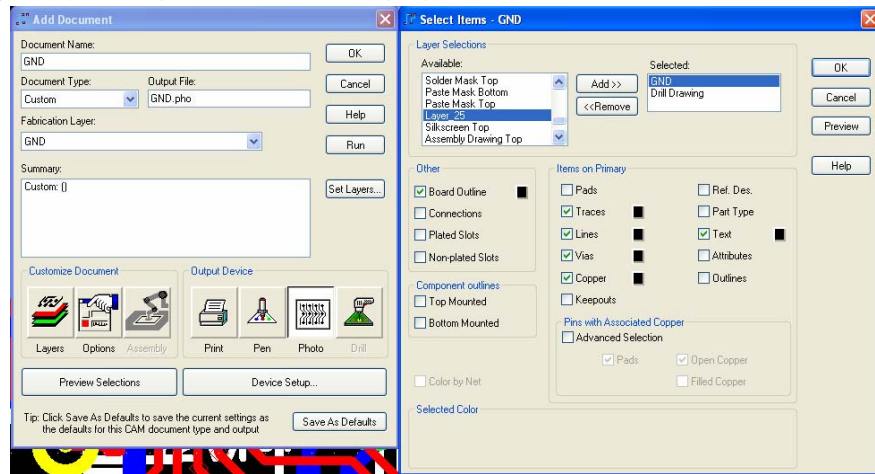 Add Document
Document Name:
GND
OK
Document Type:
Output File:
Custom
GND.pho
Cancel
Fabrication Layer:
Help
GND
Run
Summary:
Custom: []
Set Layers...
Customize Document
Output Device
Layers
Options
Assembly
Print
Pen
Photo
Drill
Preview Selections
Device Setup...
Tip: Click Save As Defaults to save the current settings as
the defaults for this CAM document type and output
Save As Defaults
Select Items - GND
Layer Selections
Available:
Solder Mask Top
Paste Mask Bottom
Paste Mask Top
Layer_25
Silkscreen Top
Assembly Drawing Top
Add >>
<<Remove
Selected:
GND
Drill Drawing
OK
Cancel
Preview
Help
Other
Board Outline
Connections
Plated Slots
Non-plated Slots
Component outlines
Top Mounted
Bottom Mounted
Color by Net
Items on Primary
Pads
Traces
Lines
Vias
Copper
Keepouts
Ref. Des.
Part Type
Text
Attributes
Outlines
Pins with Associated Copper
Advanced Selection
Pads
Open Copper
Filled Copper
Selected Color